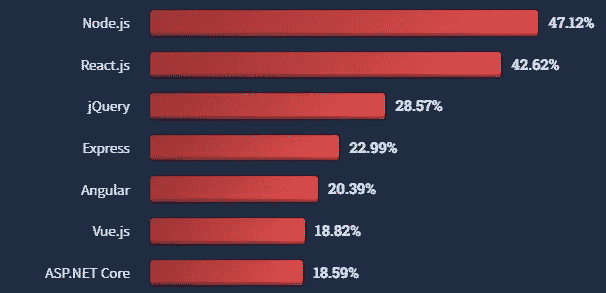 Node.js 47.12%
React.js 42.62%
jQuery 28.57%
Express 22.99%
Angular 20.39%
Vue.js 18.82%
ASP.NET Core 18.59%